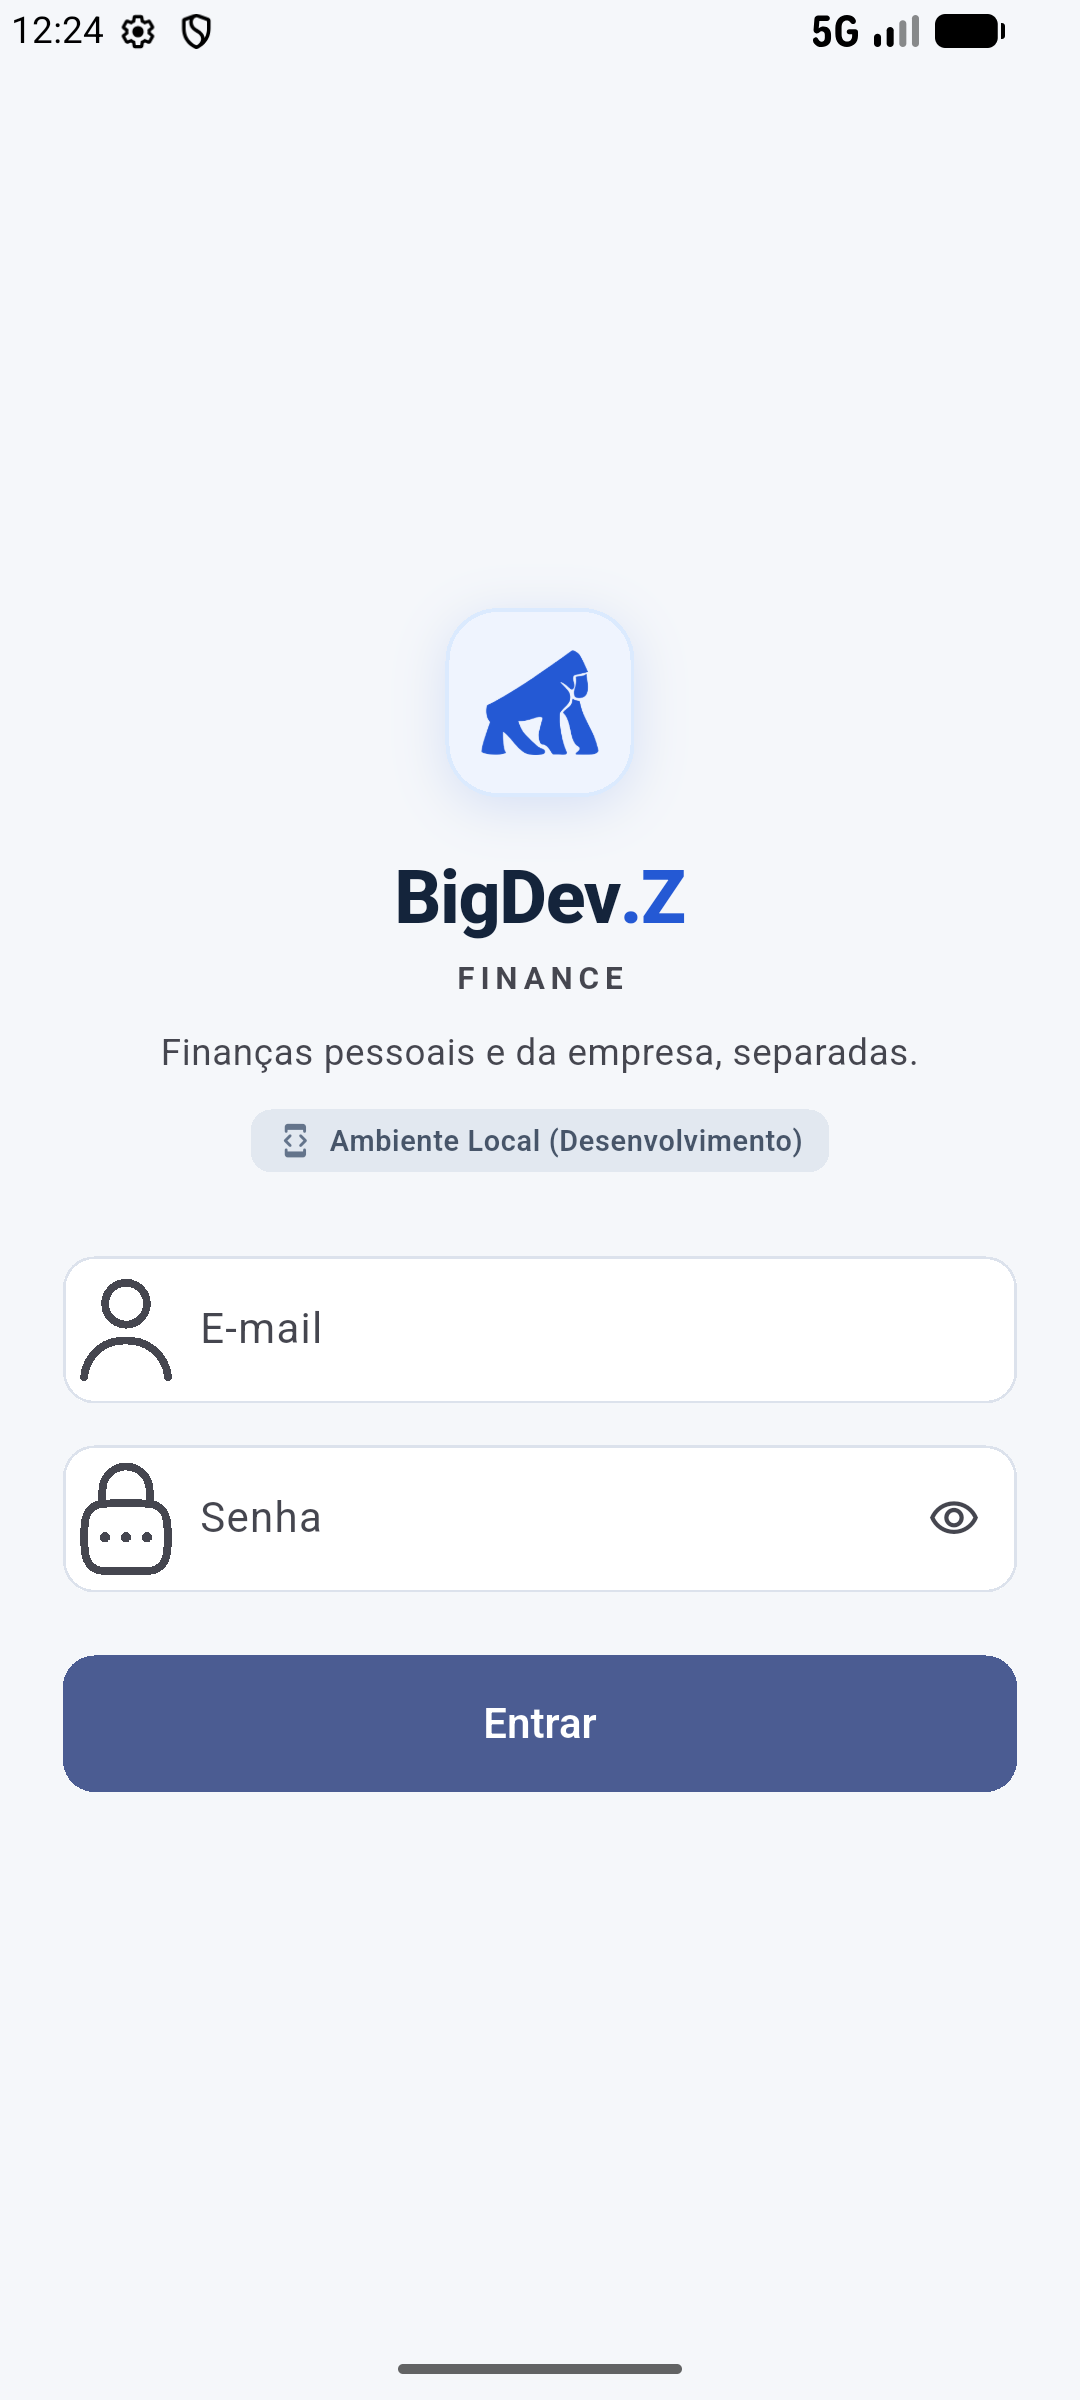 12:24 5G
BigDev.Z
FINANCE
Finanças pessoais e da empresa, separadas.
Ambiente Local (Desenvolvimento)
E-mail
Senha
Entrar